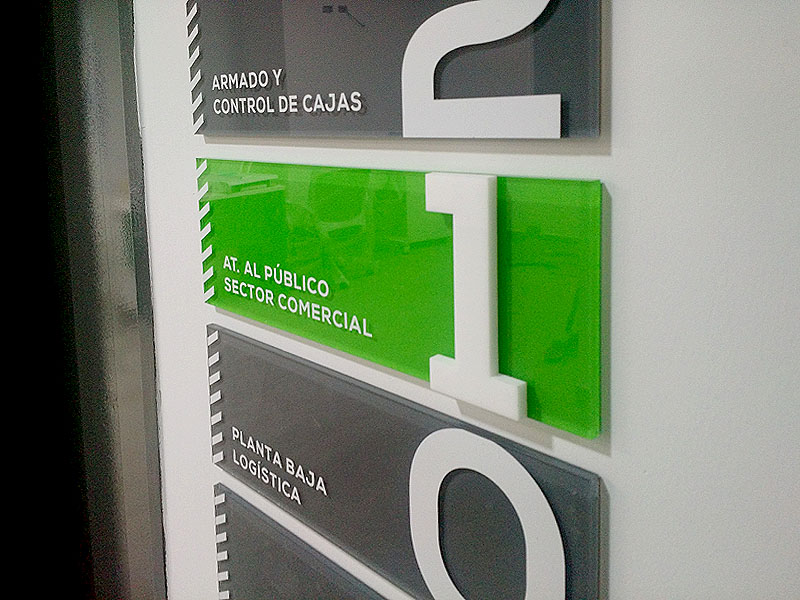 2
ARMADO Y
CONTROL DE CAJAS
1
AT. AL PÚBLICO
SECTOR COMERCIAL
0
PLANTA BAJA
LOGÍSTICA